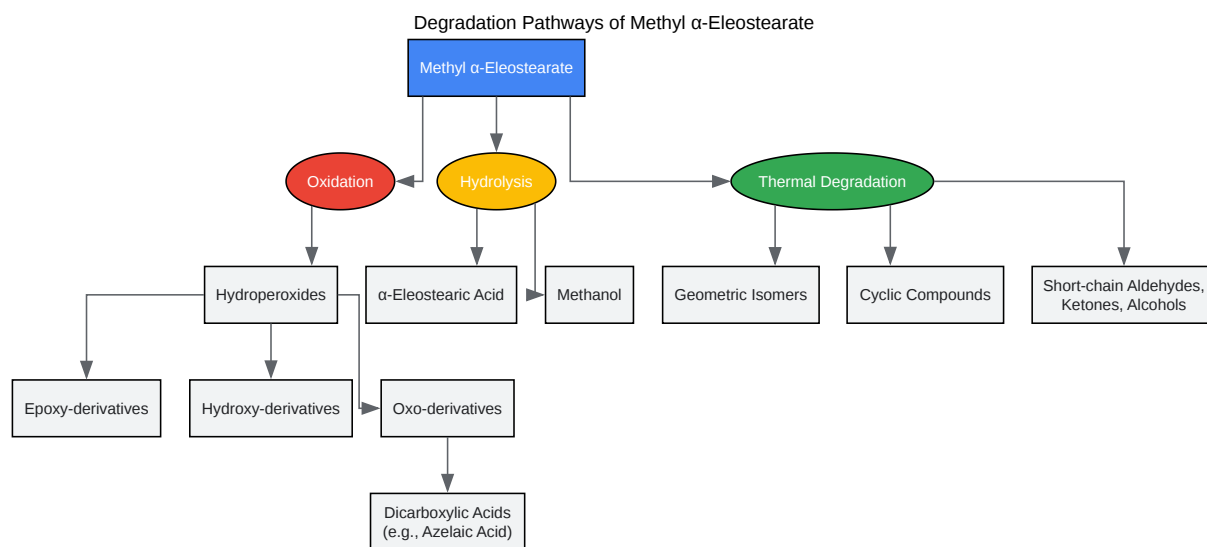 Degradation Pathways of Methyl α-Eleostearate
Methyl α-Eleostearate
Oxidation
Hydrolysis
Thermal Degradation
Hydroperoxides
α-Eleostearic Acid
Methanol
Geometric Isomers
Cyclic Compounds
Short-chain Aldehydes,
Ketones, Alcohols
Epoxy-derivatives
Hydroxy-derivatives
Oxo-derivatives
Dicarboxylic Acids
(e.g., Azelaic Acid)